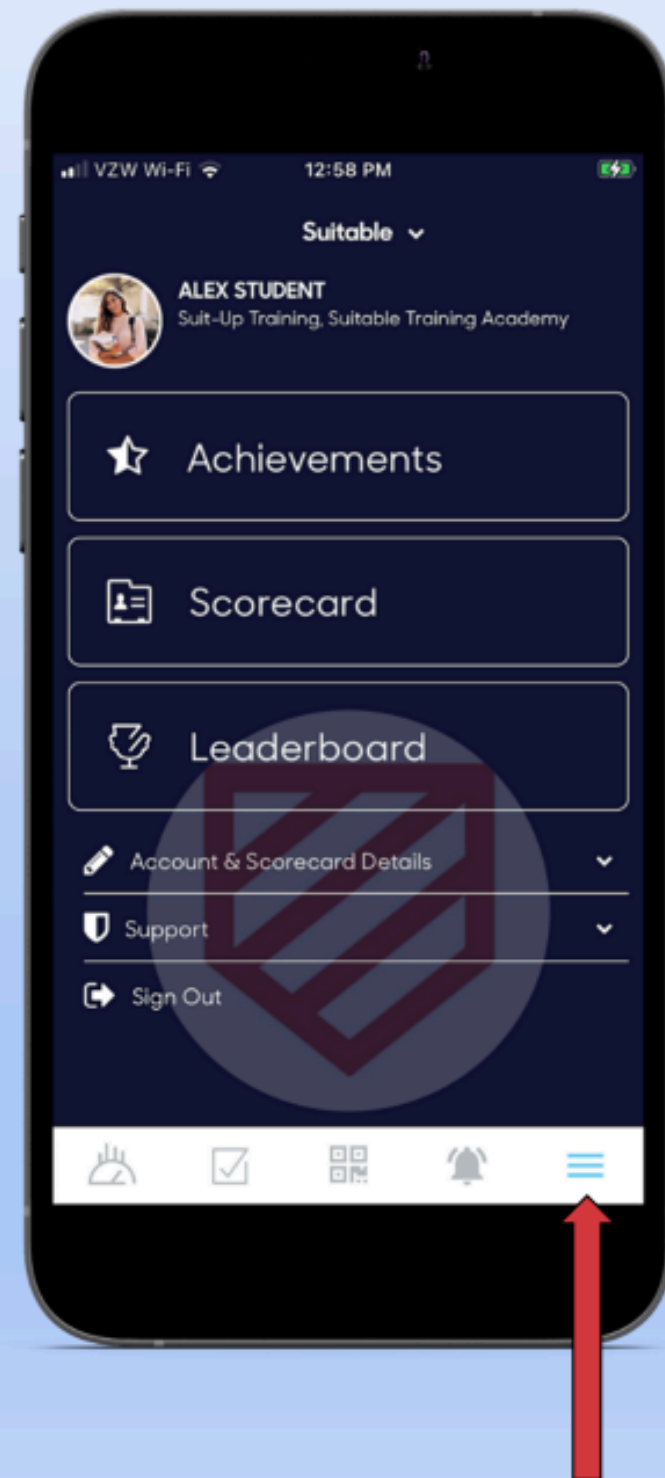 VZW Wi-Fi 12:58 PM
Suitable
ALEX STUDENT
Suit-Up Training, Suitable Training Academy
Achievements
Scorecard
Leaderboard
Account & Scorecard Details
Support
Sign Out